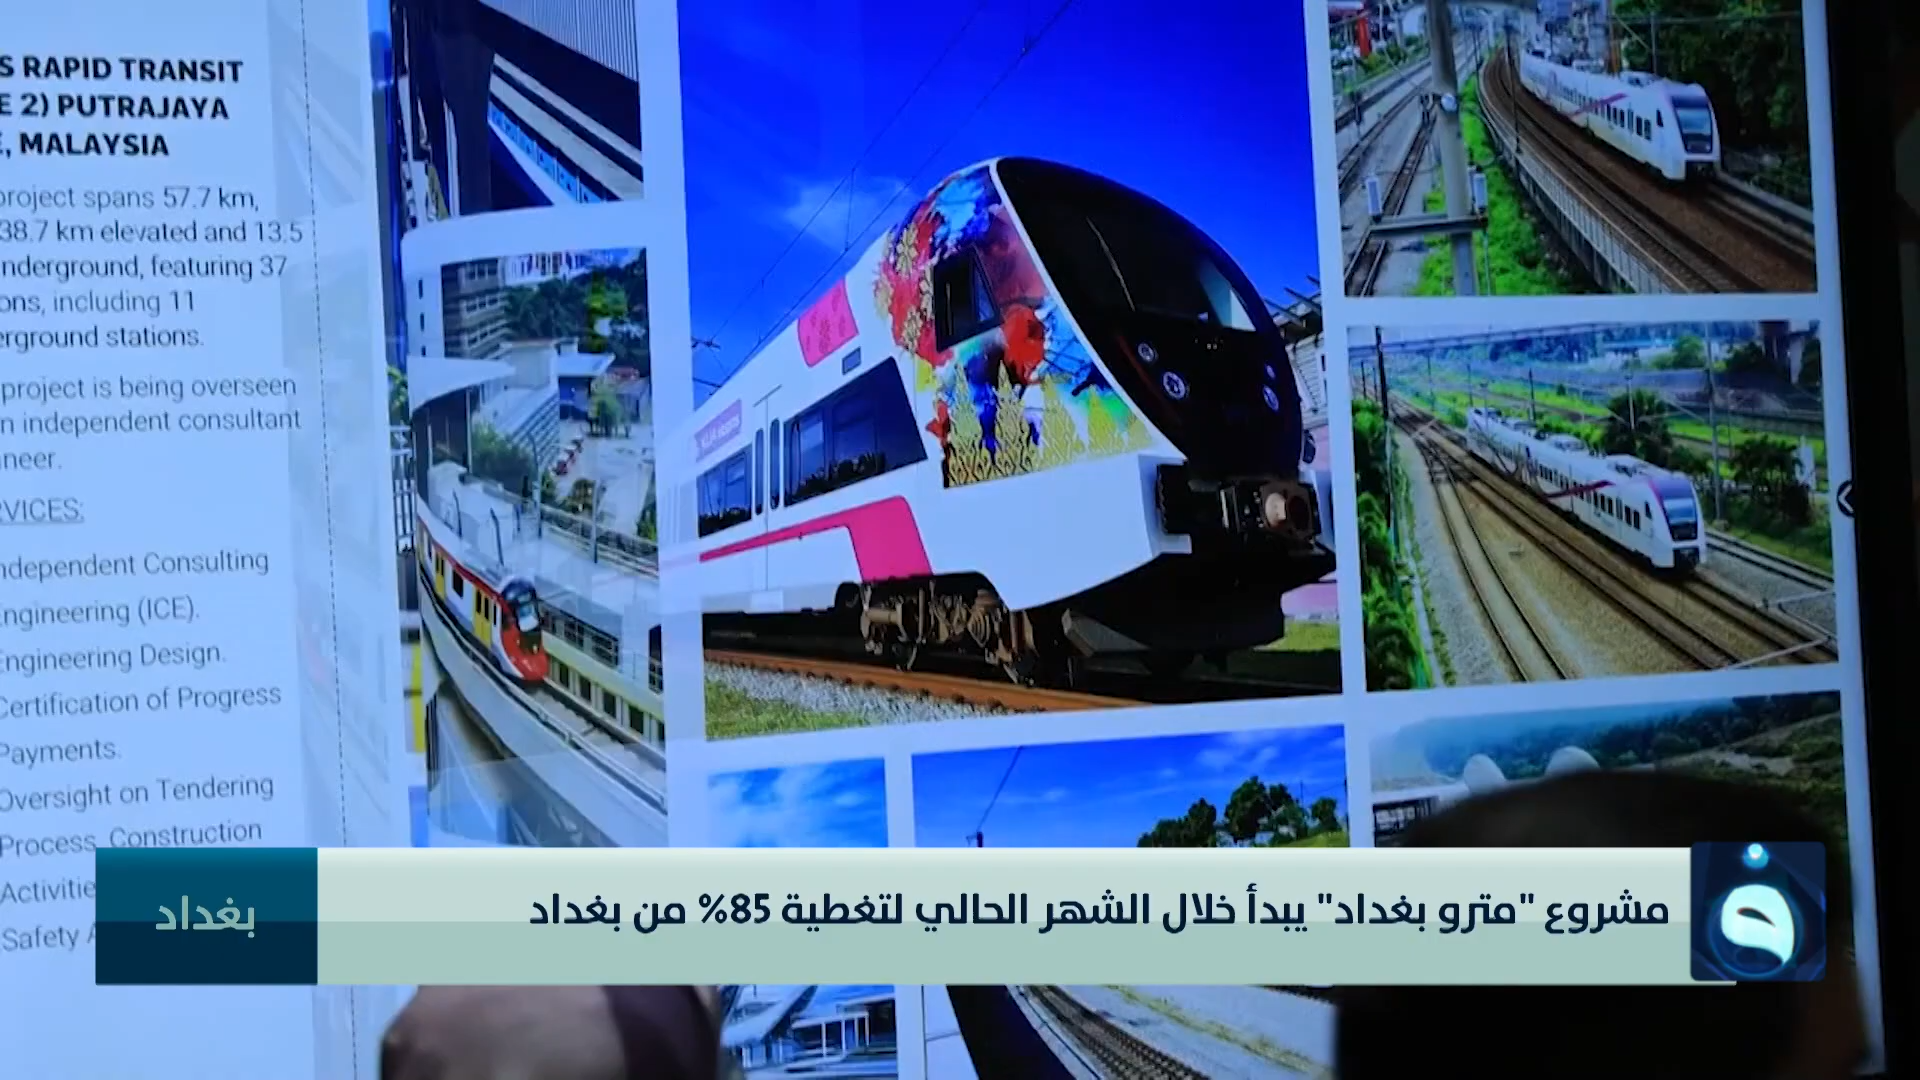 S RAPID TRANSIT
E 2) PUTRAJAYA
E, MALAYSIA
project spans 57.7 km,
38.7 km elevated and 13.5
nderground, featuring 37
ons, including 11
erground stations.
project is being overseen
n independent consultant
neer.
VICES:
ndependent Consulting
Engineering (ICE).
Engineering Design.
Certification of Progress
Payments.
Oversight on Tendering
Process, Construction
Activitie
Safety
مشروع "مترو بغداد" يبدأ خلال الشهر الحالي لتغطية 85% من بغداد
بغداد